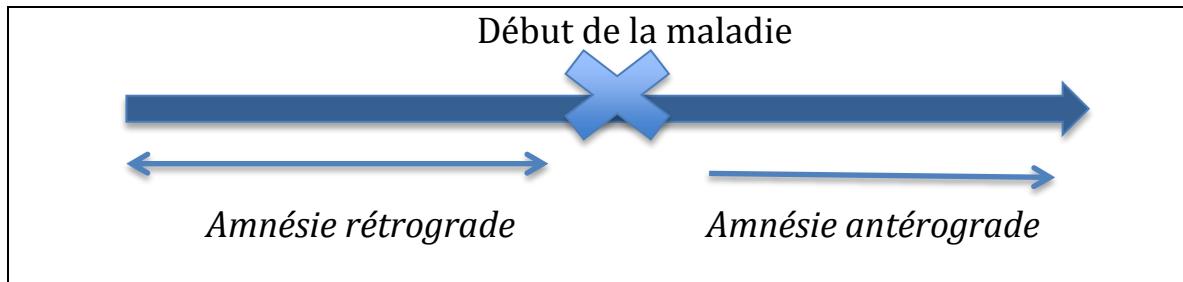 Début de la maladie
Amnésie rétrograde
Amnésie antérograde